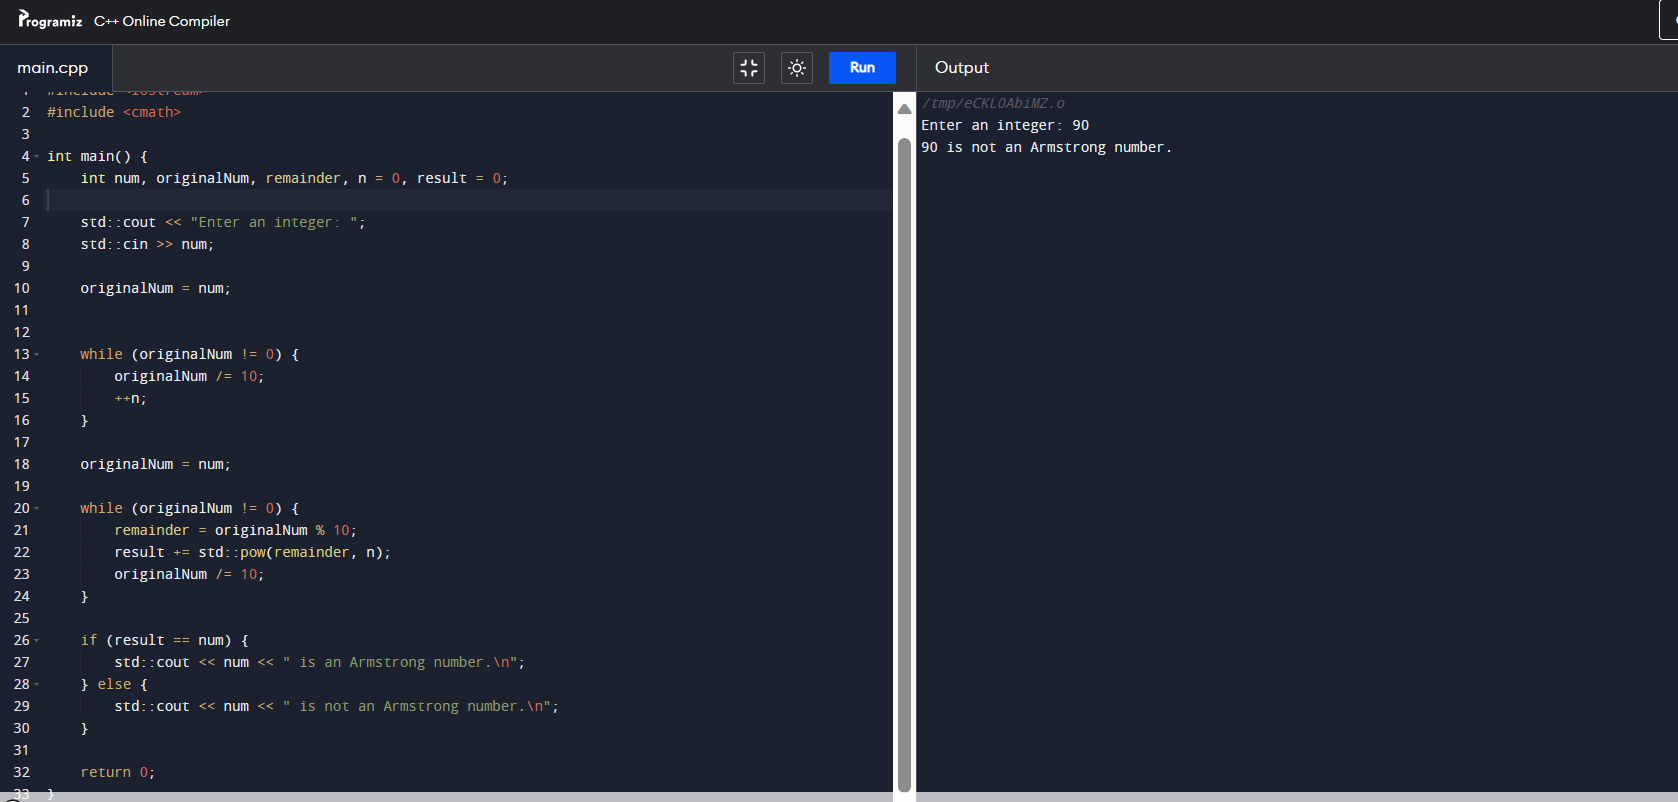 Programiz C++ Online Compiler
main.cpp
Run
Output
1 #include <iostream>
2 #include <cmath>
3
4 int main() {
5     int num, originalNum, remainder, n = 0, result = 0;
6
7     std::cout << "Enter an integer: ";
8     std::cin >> num;
9
10     originalNum = num;
11
12
13     while (originalNum != 0) {
14         originalNum /= 10;
15         ++n;
16     }
17
18     originalNum = num;
19
20     while (originalNum != 0) {
21         remainder = originalNum % 10;
22         result += std::pow(remainder, n);
23         originalNum /= 10;
24     }
25
26     if (result == num) {
27         std::cout << num << " is an Armstrong number.\n";
28     } else {
29         std::cout << num << " is not an Armstrong number.\n";
30     }
31
32     return 0;
33 }
/tmp/eCKLOAbiMZ.o
Enter an integer: 90
90 is not an Armstrong number.